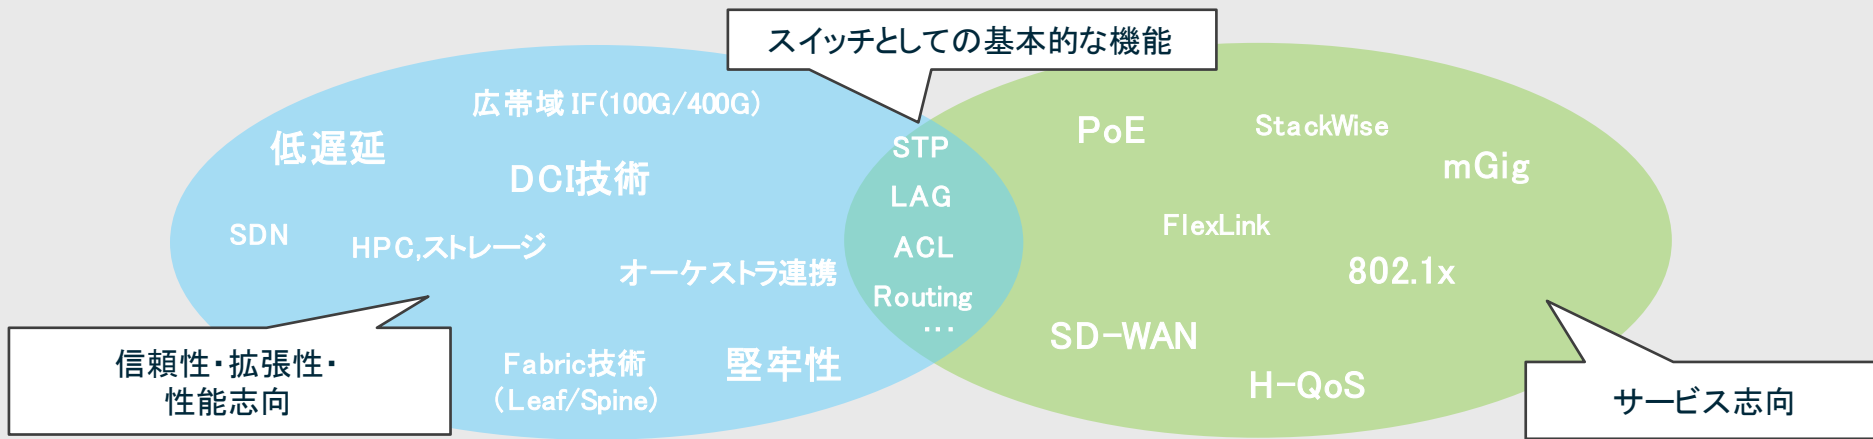 スイッチとしての基本的な機能
広帯域 IF(100G/400G)
低遅延
DCI技術
SDN
HPC,ストレージ
オーケストラ連携
Fabric技術
(Leaf/Spine)
堅牢性
信頼性・拡張性・
性能志向
STP
LAG
ACL
Routing
...
PoE
StackWise
mGig
FlexLink
802.1x
SD-WAN
H-QoS
サービス志向